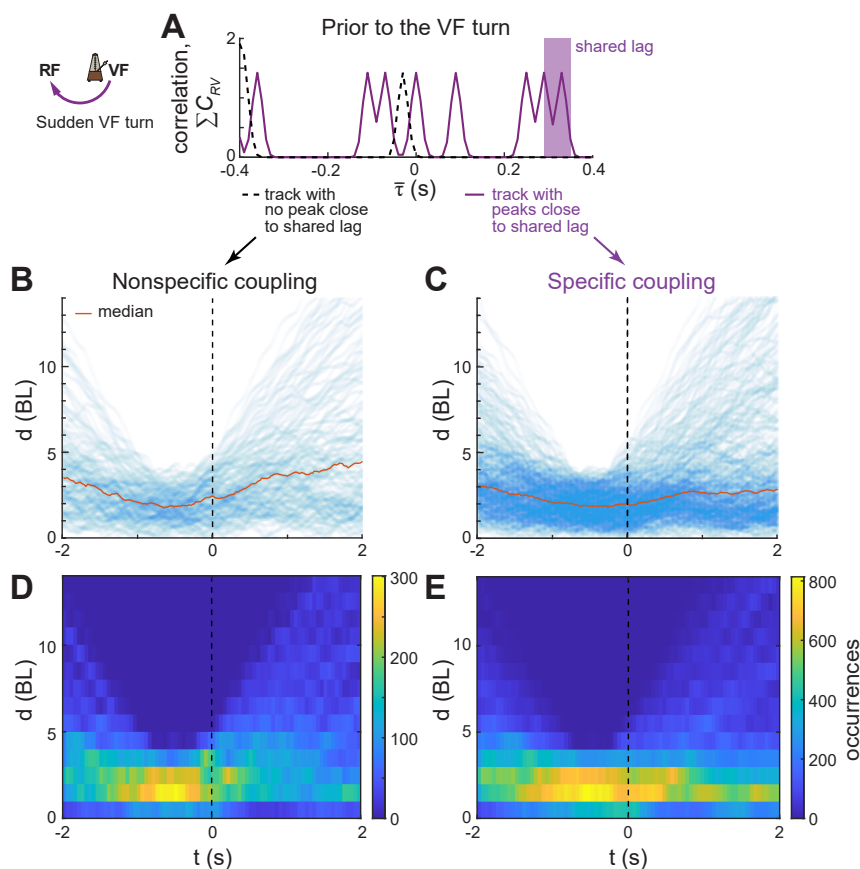 A
Prior to the VF turn
RF
VF
Sudden VF turn
correlation,
∑C_RV
2
0
shared lag
-0.4
-0.2
0
0.2
0.4
τ̅ (s)
track with
no peak close
to shared lag
track with
peaks close
to shared lag
B
Nonspecific coupling
median
d (BL)
10
5
0
-2
0
2
C
Specific coupling
d (BL)
10
5
0
-2
0
2
D
d (BL)
10
5
0
-2
0
2
t (s)
300
200
100
0
E
d (BL)
10
5
0
-2
0
2
t (s)
800
600
400
200
0
occurrences